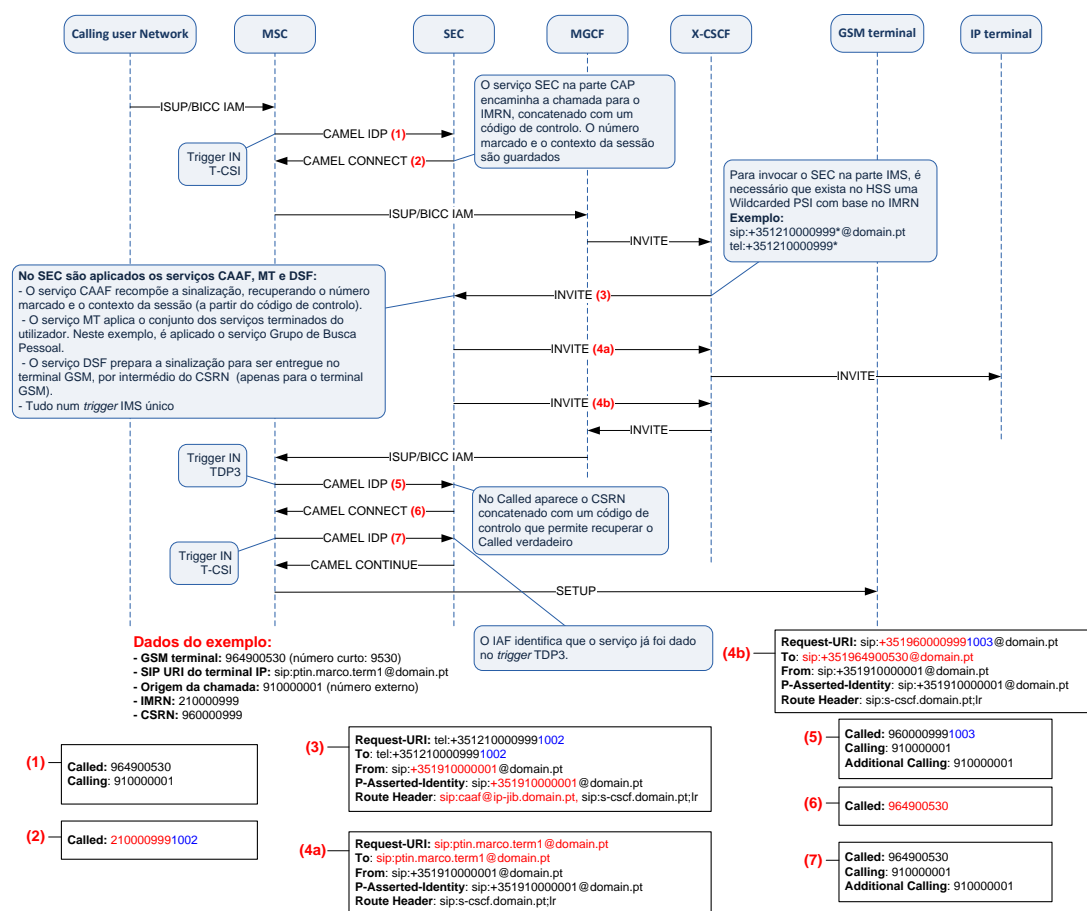 Calling user Network
MSC
SEC
MGCF
X-CSCF
GSM terminal
IP terminal
O serviço SEC na parte CAP
encaminha a chamada para o
IMRN, concatenado com um
código de controlo. O número
marcado e o contexto da sessão
são guardados
ISUP/BICC IAM
CAMEL IDP (1)
Trigger IN
T-CSI
CAMEL CONNECT (2)
Para invocar o SEC na parte IMS, é
necessário que exista no HSS uma
Wildcarded PSI com base no IMRN
Exemplo:
sip:+351210000999*@domain.pt
tel:+351210000999*
ISUP/BICC IAM
INVITE
No SEC são aplicados os serviços CAAF, MT e DSF:
- O serviço CAAF recompõe a sinalização, recuperando o número
marcado e o contexto da sessão (a partir do código de controlo).
- O serviço MT aplica o conjunto dos serviços terminados do
utilizador. Neste exemplo, é aplicado o serviço Grupo de Busca
Pessoal.
- O serviço DSF prepara a sinalização para ser entregue no
terminal GSM, por intermédio do CSRN (apenas para o terminal
GSM).
- Tudo num trigger IMS único
INVITE (3)
INVITE (4a)
INVITE
INVITE (4b)
INVITE
ISUP/BICC IAM
Trigger IN
TDP3
CAMEL IDP (5)
No Called aparece o CSRN
concatenado com um código de
controlo que permite recuperar o
Called verdadeiro
CAMEL CONNECT (6)
CAMEL IDP (7)
Trigger IN
T-CSI
CAMEL CONTINUE
SETUP
O IAF identifica que o serviço já foi dado
no trigger TDP3.
Dados do exemplo:
- GSM terminal: 964900530 (número curto: 9530)
- SIP URI do terminal IP: sip:ptin.marco.term1@domain.pt
- Origem da chamada: 910000001 (número externo)
- IMRN: 210000999
- CSRN: 960000999
(4b)
Request-URI: sip:+3519600009991003@domain.pt
To: sip:+351964900530@domain.pt
From: sip:+351910000001@domain.pt
P-Asserted-Identity: sip:+351910000001@domain.pt
Route Header: sip:s-cscf.domain.pt;lr
(1)
Called: 964900530
Calling: 910000001
(2)
Called: 2100009991002
(3)
Request-URI: tel:+3512100009991002
To: tel:+3512100009991002
From: sip:+351910000001@domain.pt
P-Asserted-Identity: sip:+351910000001@domain.pt
Route Header: sip:caaf@ip-jib.domain.pt, sip:s-cscf.domain.pt;lr
(4a)
Request-URI: sip:ptin.marco.term1@domain.pt
To: sip:ptin.marco.term1@domain.pt
From: sip:+351910000001@domain.pt
P-Asserted-Identity: sip:+351910000001@domain.pt
Route Header: sip:s-cscf.domain.pt;lr
(5)
Called: 9600009991003
Calling: 910000001
Additional Calling: 910000001
(6)
Called: 964900530
(7)
Called: 964900530
Calling: 910000001
Additional Calling: 910000001